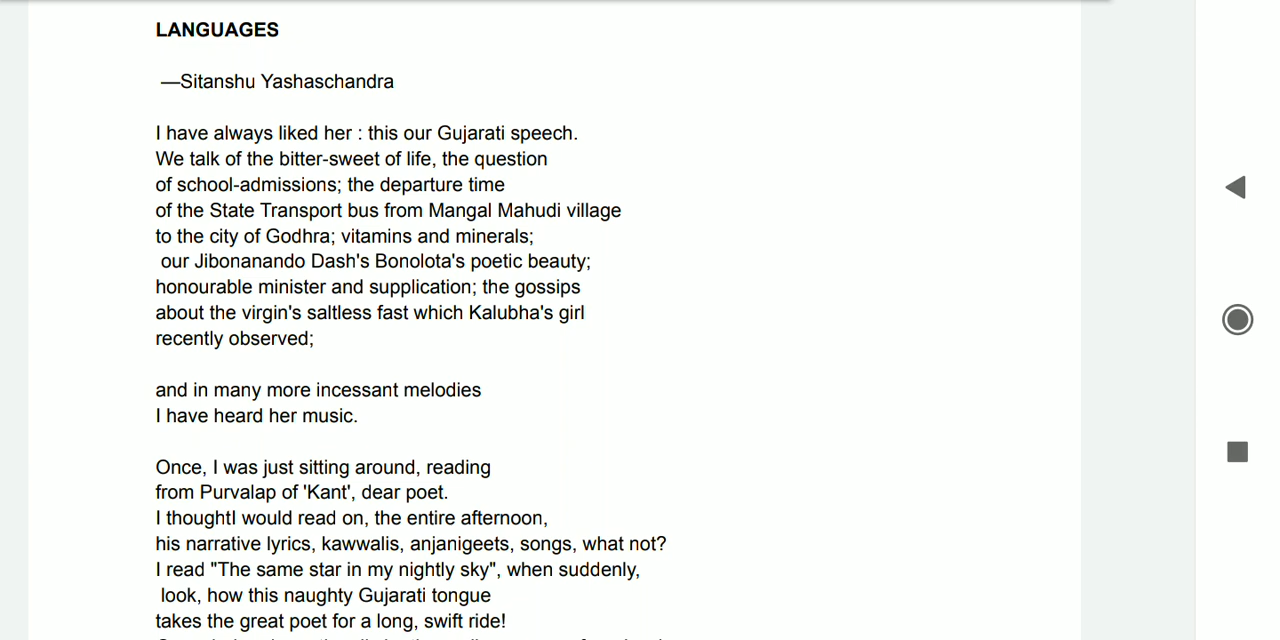 LANGUAGES
—Sitanshu Yashaschandra
I have always liked her : this our Gujarati speech.
We talk of the bitter-sweet of life, the question
of school-admissions; the departure time
of the State Transport bus from Mangal Mahudi village
to the city of Godhra; vitamins and minerals;
our Jibonanando Dash's Bonolota's poetic beauty;
honourable minister and supplication; the gossips
about the virgin's saltless fast which Kalubha's girl
recently observed;
and in many more incessant melodies
I have heard her music.
Once, I was just sitting around, reading
from Purvalap of 'Kant', dear poet.
I thoughtI would read on, the entire afternoon,
his narrative lyrics, kawwalis, anjanigeets, songs, what not?
I read "The same star in my nightly sky", when suddenly,
look, how this naughty Gujarati tongue
takes the great poet for a long, swift ride!